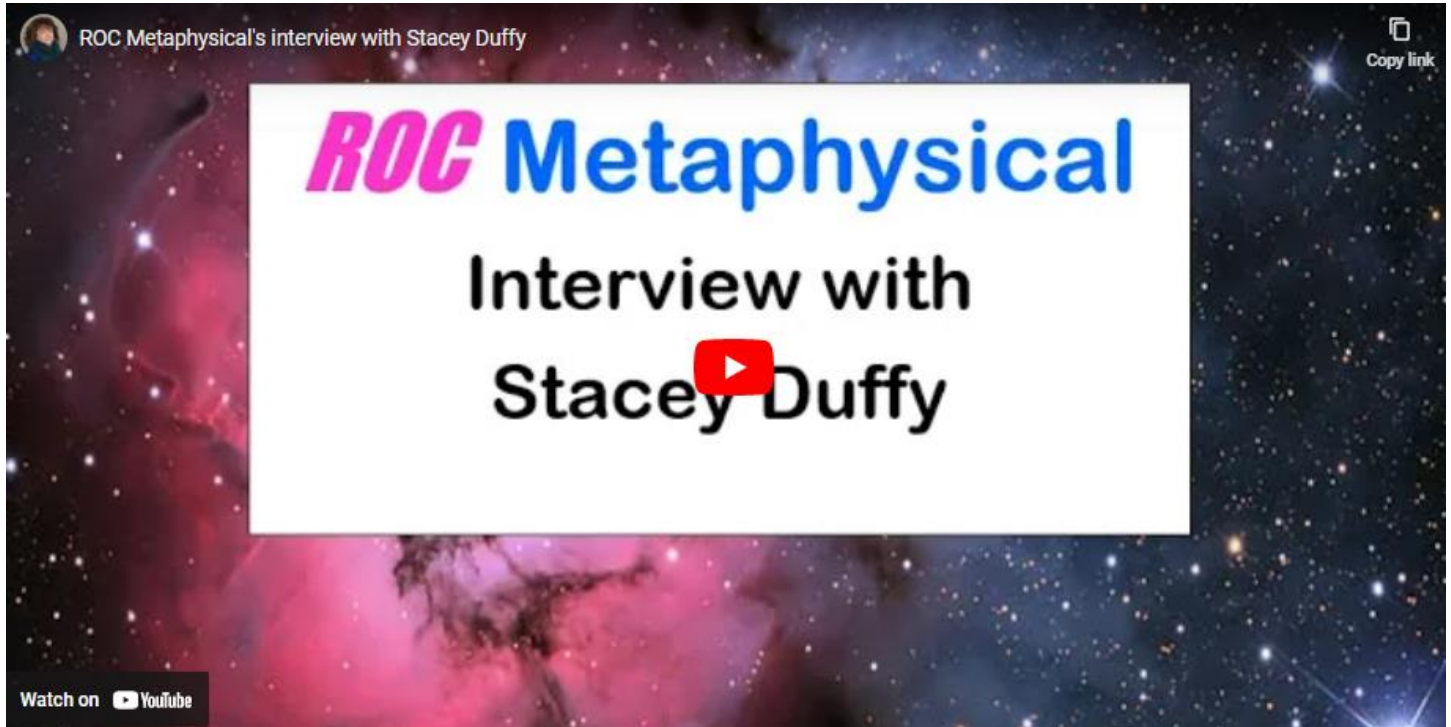 ROC Metaphysical's interview with Stacey Duffy
Copy link
ROC Metaphysical
Interview with
Stacey Duffy
Watch on YouTube